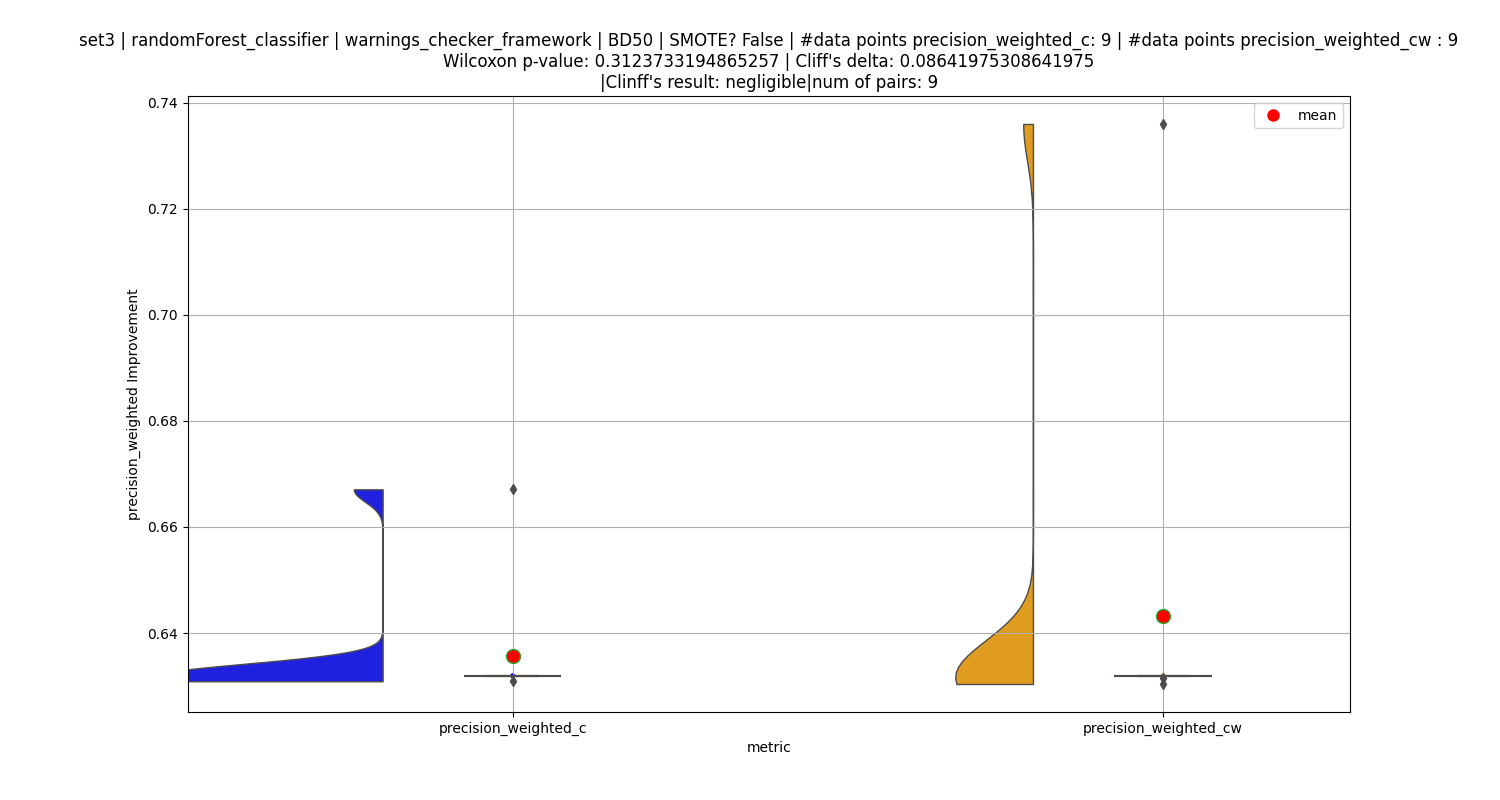 set3 | randomForest_classifier | warnings_checker_framework | BD50 | SMOTE? False | #data points precision_weighted_c: 9 | #data points precision_weighted_cw : 9
Wilcoxon p-value: 0.3123733194865257 | Cliff's delta: 0.08641975308641975
|Clinff's result: negligible|num of pairs: 9
mean
precision_weighted Improvement
0.74
0.72
0.70
0.68
0.66
0.64
precision_weighted_c
precision_weighted_cw
metric